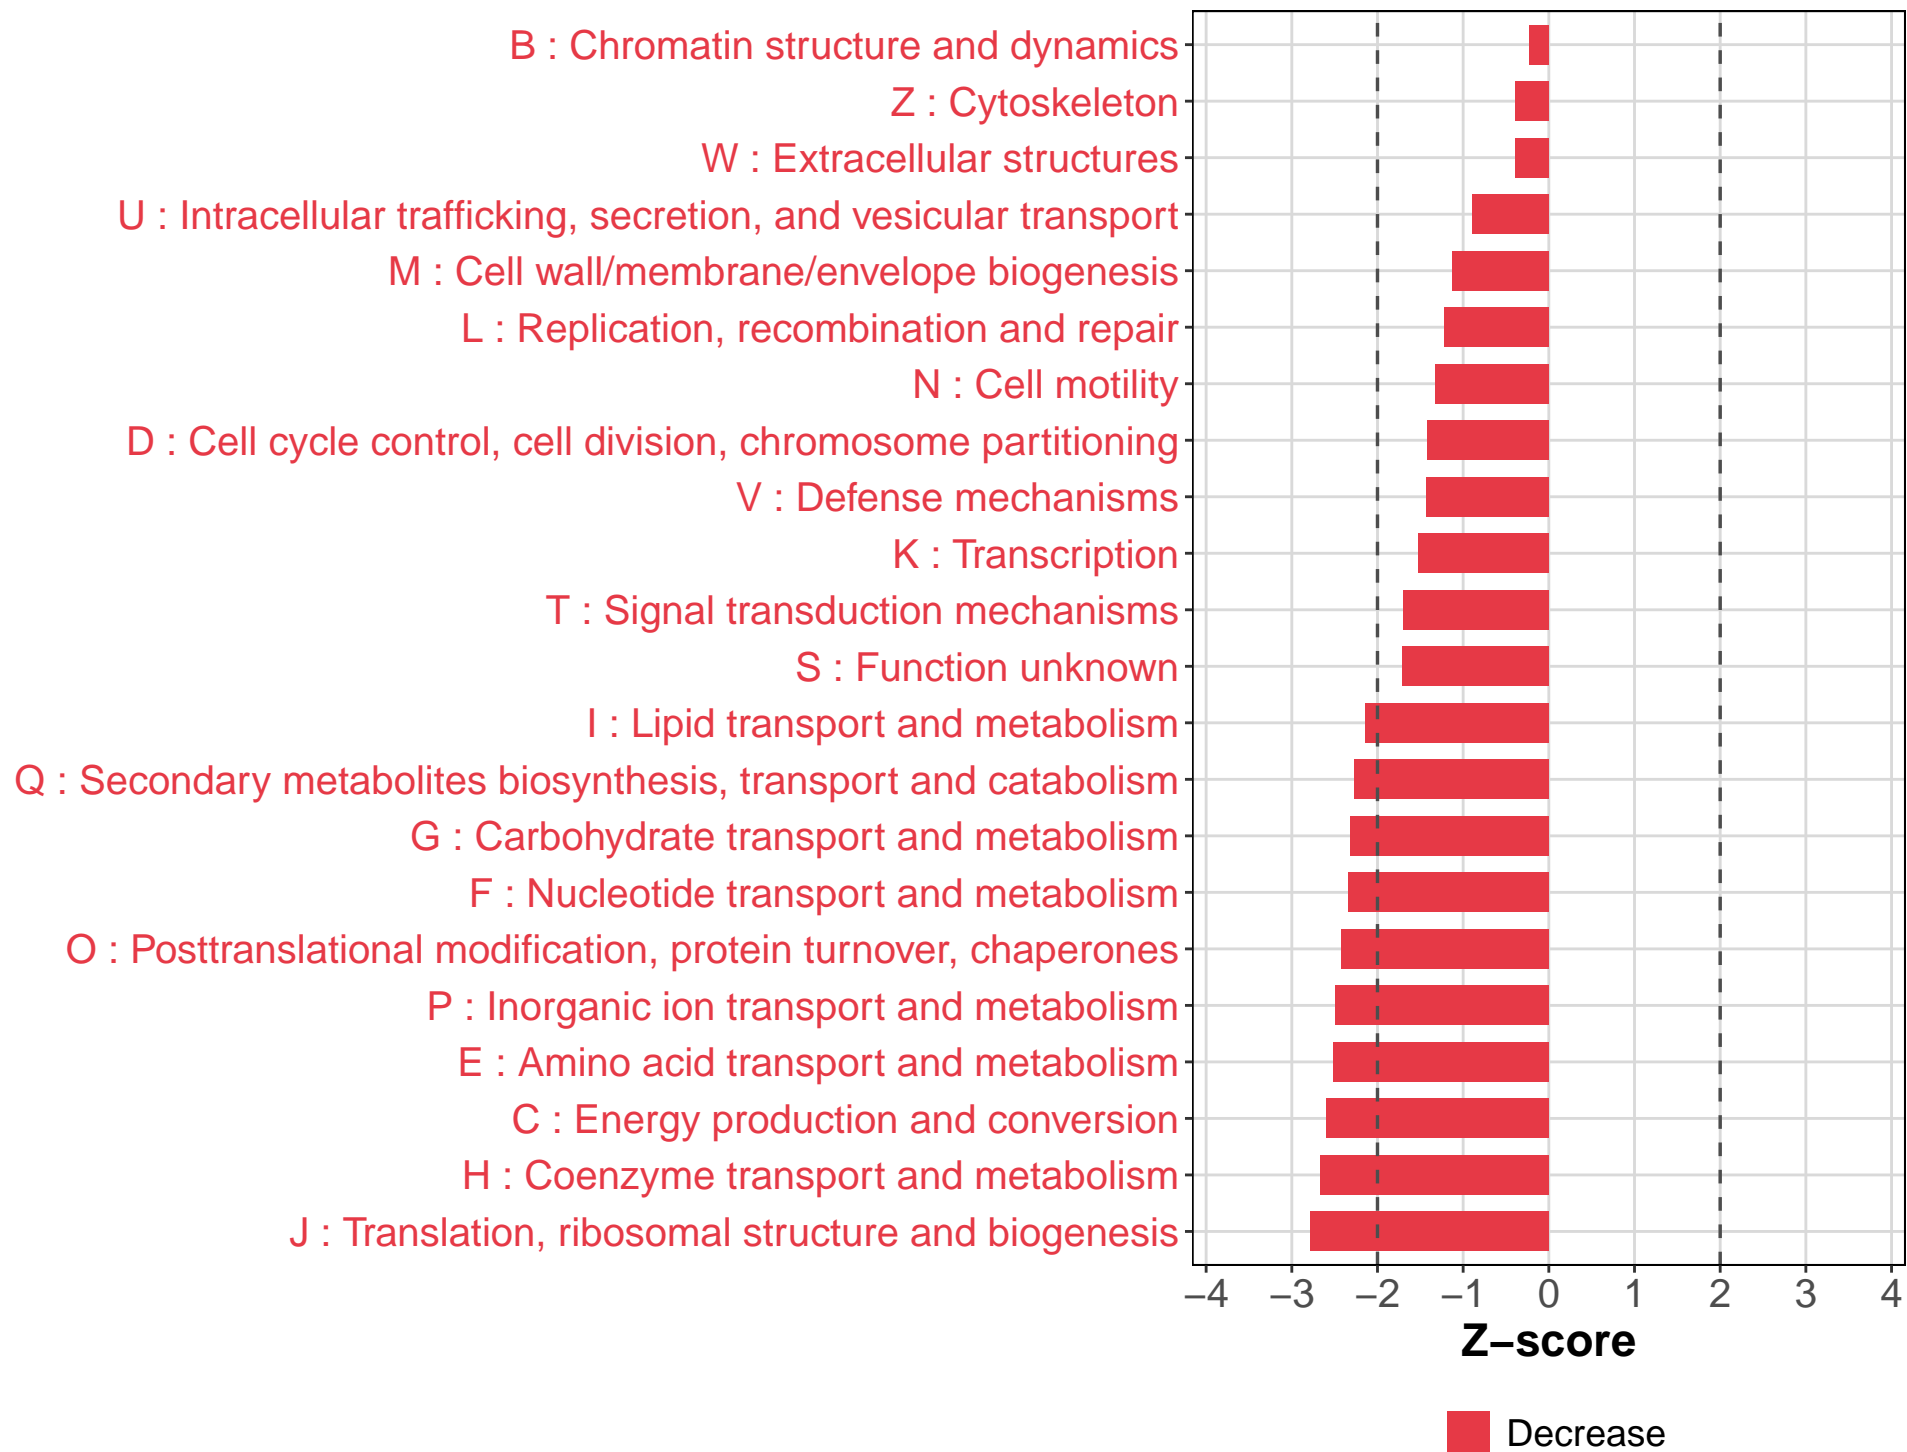 B : Chromatin structure and dynamics
Z : Cytoskeleton
W : Extracellular structures
U : Intracellular trafficking, secretion, and vesicular transport
M : Cell wall/membrane/envelope biogenesis
L : Replication, recombination and repair
N : Cell motility
D : Cell cycle control, cell division, chromosome partitioning
V : Defense mechanisms
K : Transcription
T : Signal transduction mechanisms
S : Function unknown
I : Lipid transport and metabolism
Q : Secondary metabolites biosynthesis, transport and catabolism
G : Carbohydrate transport and metabolism
F : Nucleotide transport and metabolism
O : Posttranslational modification, protein turnover, chaperones
P : Inorganic ion transport and metabolism
E : Amino acid transport and metabolism
C : Energy production and conversion
H : Coenzyme transport and metabolism
J : Translation, ribosomal structure and biogenesis
−4 −3 −2 −1 0 1 2 3 4
Z−score
Decrease